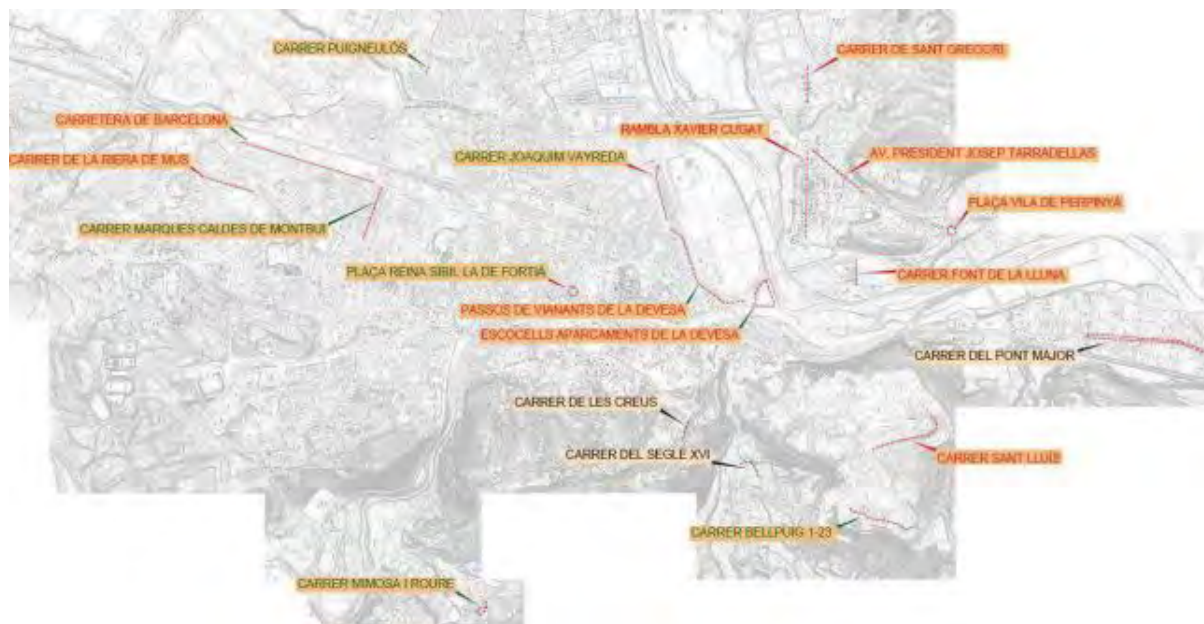 CARRER PUIGNEULÓS
CARRER DE SANT GREGORI
CARRETERA DE BARCELONA
RAMBLA XAVIER CUGAT
CARRER DE LA RIERA DE MUS
CARRER JOAQUIM VAYREDA
AV. PRESIDENT JOSEP TARRADELLAS
CARRER MARQUES CALDES DE MONTBUI
PLAÇA VILA DE PERPINYÀ
PLAÇA REINA SIBIL.LA DE FORTIÀ
CARRER FONT DE LA LLUNA
PASSOS DE VIANANTS DE LA DEVESA
ESCOCELLS APARCAMENTS DE LA DEVESA
CARRER DEL PONT MAJOR
CARRER DE LES CREUS
CARRER DEL SEGLE XVI
CARRER SANT LLUÍS
CARRER BELLPUIG 1-23
CARRER MIMOSA I ROURE